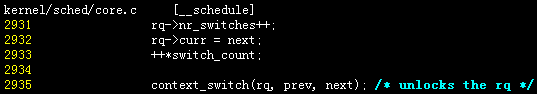 kernel/sched/core.c [__schedule]
2931 rq->nr_switches++;
2932 rq->curr = next;
2933 ++*switch_count;
2934
2935 context_switch(rq, prev, next); /* unlocks the rq */